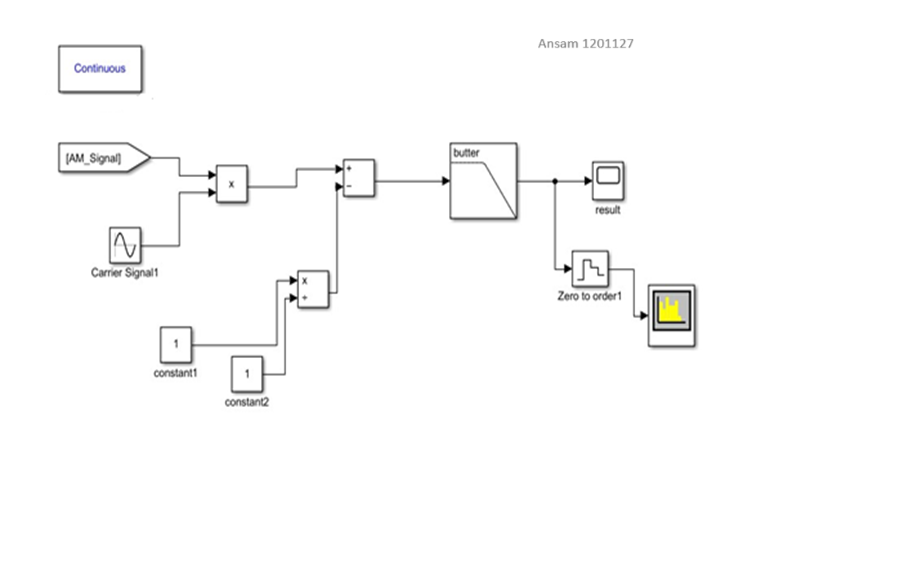 Ansam 1201127
Continuous
[AM_Signal]
x
Carrier Signal1
+
−
butter
result
x
÷
Zero to order1
1
constant1
1
constant2